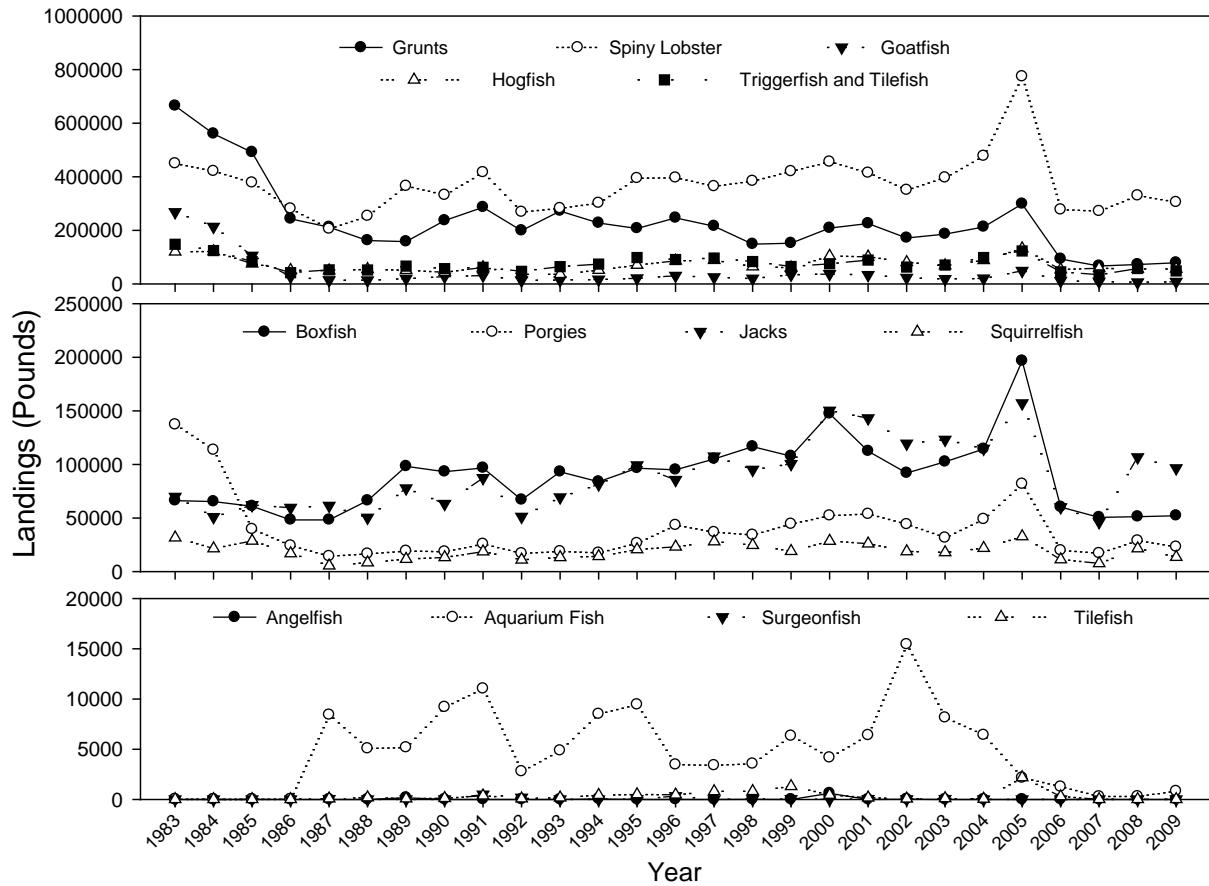 1000000
800000
600000
400000
200000
0
Grunts Spiny Lobster Goatfish
Hogfish Triggerfish and Tilefish
250000
200000
150000
100000
50000
0
Boxfish Porgies Jacks Squirrelfish
Landings (Pounds)
20000
15000
10000
5000
0
Angelfish Aquarium Fish Surgeonfish Tilefish
1983 1984 1985 1986 1987 1988 1989 1990 1991 1992 1993 1994 1995 1996 1997 1998 1999 2000 2001 2002 2003 2004 2005 2006 2007 2008 2009
Year